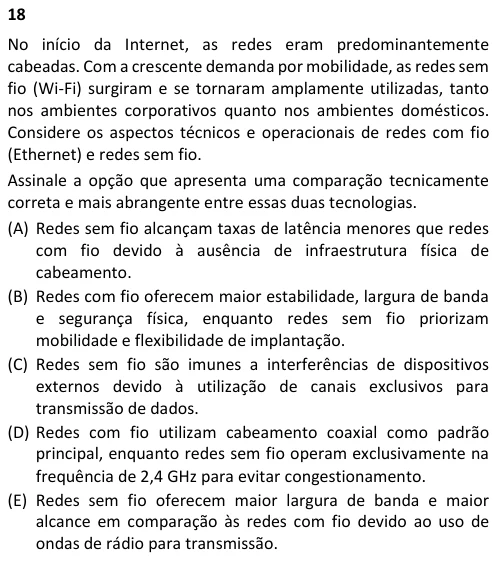 18
No início da Internet, as redes eram predominantemente
cabeadas. Com a crescente demanda por mobilidade, as redes sem
fio (Wi-Fi) surgiram e se tornaram amplamente utilizadas, tanto
nos ambientes corporativos quanto nos ambientes domésticos.
Considere os aspectos técnicos e operacionais de redes com fio
(Ethernet) e redes sem fio.
Assinale a opção que apresenta uma comparação tecnicamente
correta e mais abrangente entre essas duas tecnologias.
(A) Redes sem fio alcançam taxas de latência menores que redes
com fio devido à ausência de infraestrutura física de
cabeamento.
(B) Redes com fio oferecem maior estabilidade, largura de banda
e segurança física, enquanto redes sem fio priorizam
mobilidade e flexibilidade de implantação.
(C) Redes sem fio são imunes a interferências de dispositivos
externos devido à utilização de canais exclusivos para
transmissão de dados.
(D) Redes com fio utilizam cabeamento coaxial como padrão
principal, enquanto redes sem fio operam exclusivamente na
frequência de 2,4 GHz para evitar congestionamento.
(E) Redes sem fio oferecem maior largura de banda e maior
alcance em comparação às redes com fio devido ao uso de
ondas de rádio para transmissão.